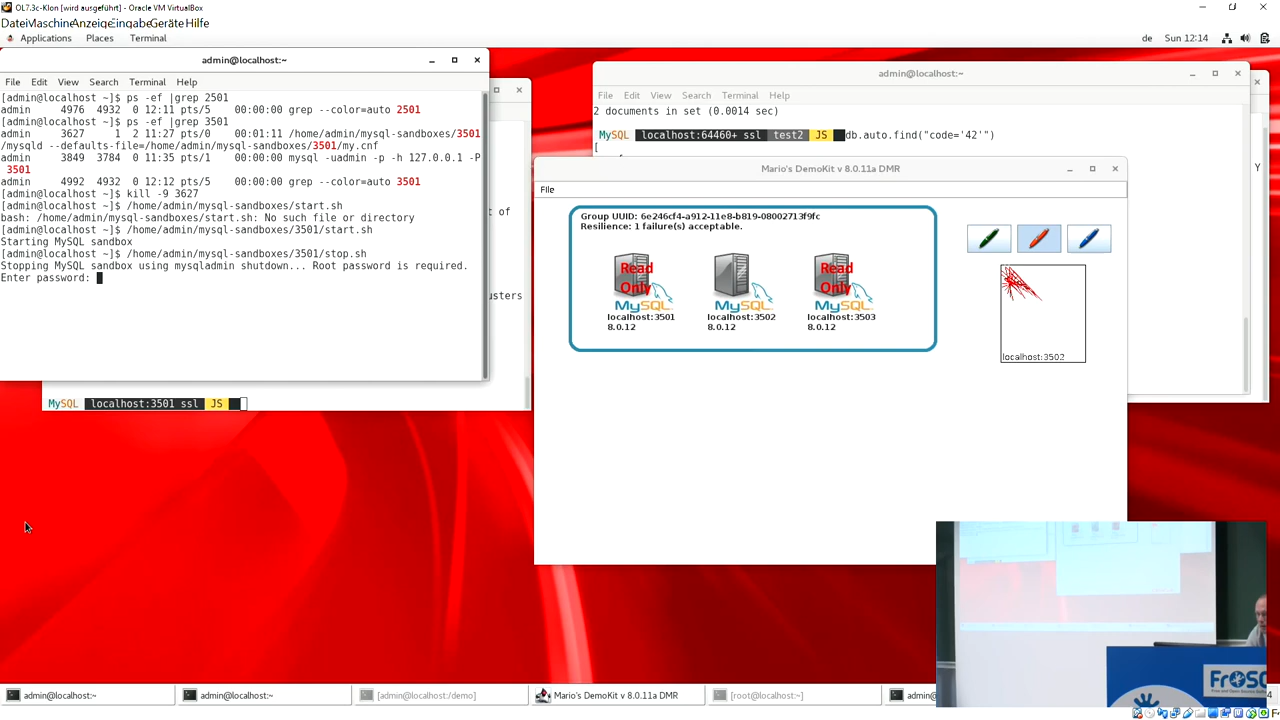 OL7.3c-Klon [wird ausgeführt] - Oracle VM VirtualBox
Datei Maschine Anzeige Eingabe Geräte Hilfe
Applications Places Terminal
de Sun 12:14
admin@localhost:~
File Edit View Search Terminal Help
[admin@localhost ~]$ ps -ef |grep 2501
admin 4976 4932 0 12:11 pts/5 00:00:00 grep --color=auto 2501
[admin@localhost ~]$ ps -ef |grep 3501
admin 3627 1 2 11:27 pts/0 00:01:11 /home/admin/mysql-sandboxes/3501
/mysqld --defaults-file=/home/admin/mysql-sandboxes/3501/my.cnf
admin 3849 3784 0 11:35 pts/1 00:00:00 mysql -uadmin -p -h 127.0.0.1 -P
3501
admin 4992 4932 0 12:12 pts/5 00:00:00 grep --color=auto 3501
[admin@localhost ~]$ kill -9 3627
[admin@localhost ~]$ /home/admin/mysql-sandboxes/start.sh
bash: /home/admin/mysql-sandboxes/start.sh: No such file or directory
[admin@localhost ~]$ /home/admin/mysql-sandboxes/3501/start.sh
Starting MySQL sandbox
[admin@localhost ~]$ /home/admin/mysql-sandboxes/3501/stop.sh
Stopping MySQL sandbox using mysqladmin shutdown... Root password is required.
Enter password:
t of
usters
MySQL localhost:3501 ssl JS
admin@localhost:~
File Edit View Search Terminal Help
2 documents in set (0.0014 sec)
MySQL localhost:64460+ ssl test2 JS db.auto.find("code='42'")
[
Y
Mario's DemoKit v 8.0.11a DMR
File
Group UUID: 6e246cf4-a912-11e8-b819-08002713f9fc
Resilience: 1 failure(s) acceptable.
Read Only
MySQL
localhost:3501
8.0.12
MySQL
localhost:3502
8.0.12
Read Only
MySQL
localhost:3503
8.0.12
localhost:3502
FrOSC
Free and Open Source Softw
admin@localhost:~
admin@localhost:~
[admin@localhost:/demo]
Mario's DemoKit v 8.0.11a DMR
[root@localhost:~]
admin@